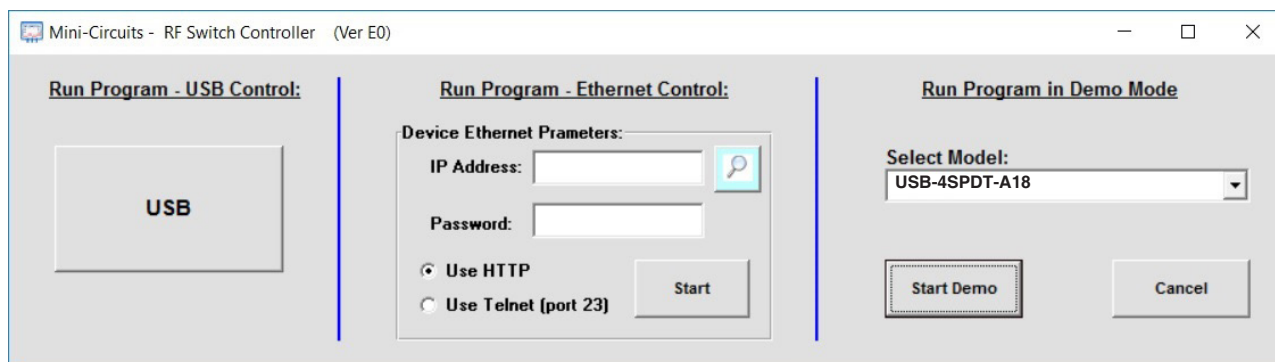 Mini-Circuits - RF Switch Controller (Ver E0)
Run Program - USB Control:
USB
Run Program - Ethernet Control:
Device Ethernet Prameters:
IP Address:
Password:
Use HTTP
Use Telnet (port 23)
Start
Run Program in Demo Mode
Select Model:
USB-4SPDT-A18
Start Demo
Cancel